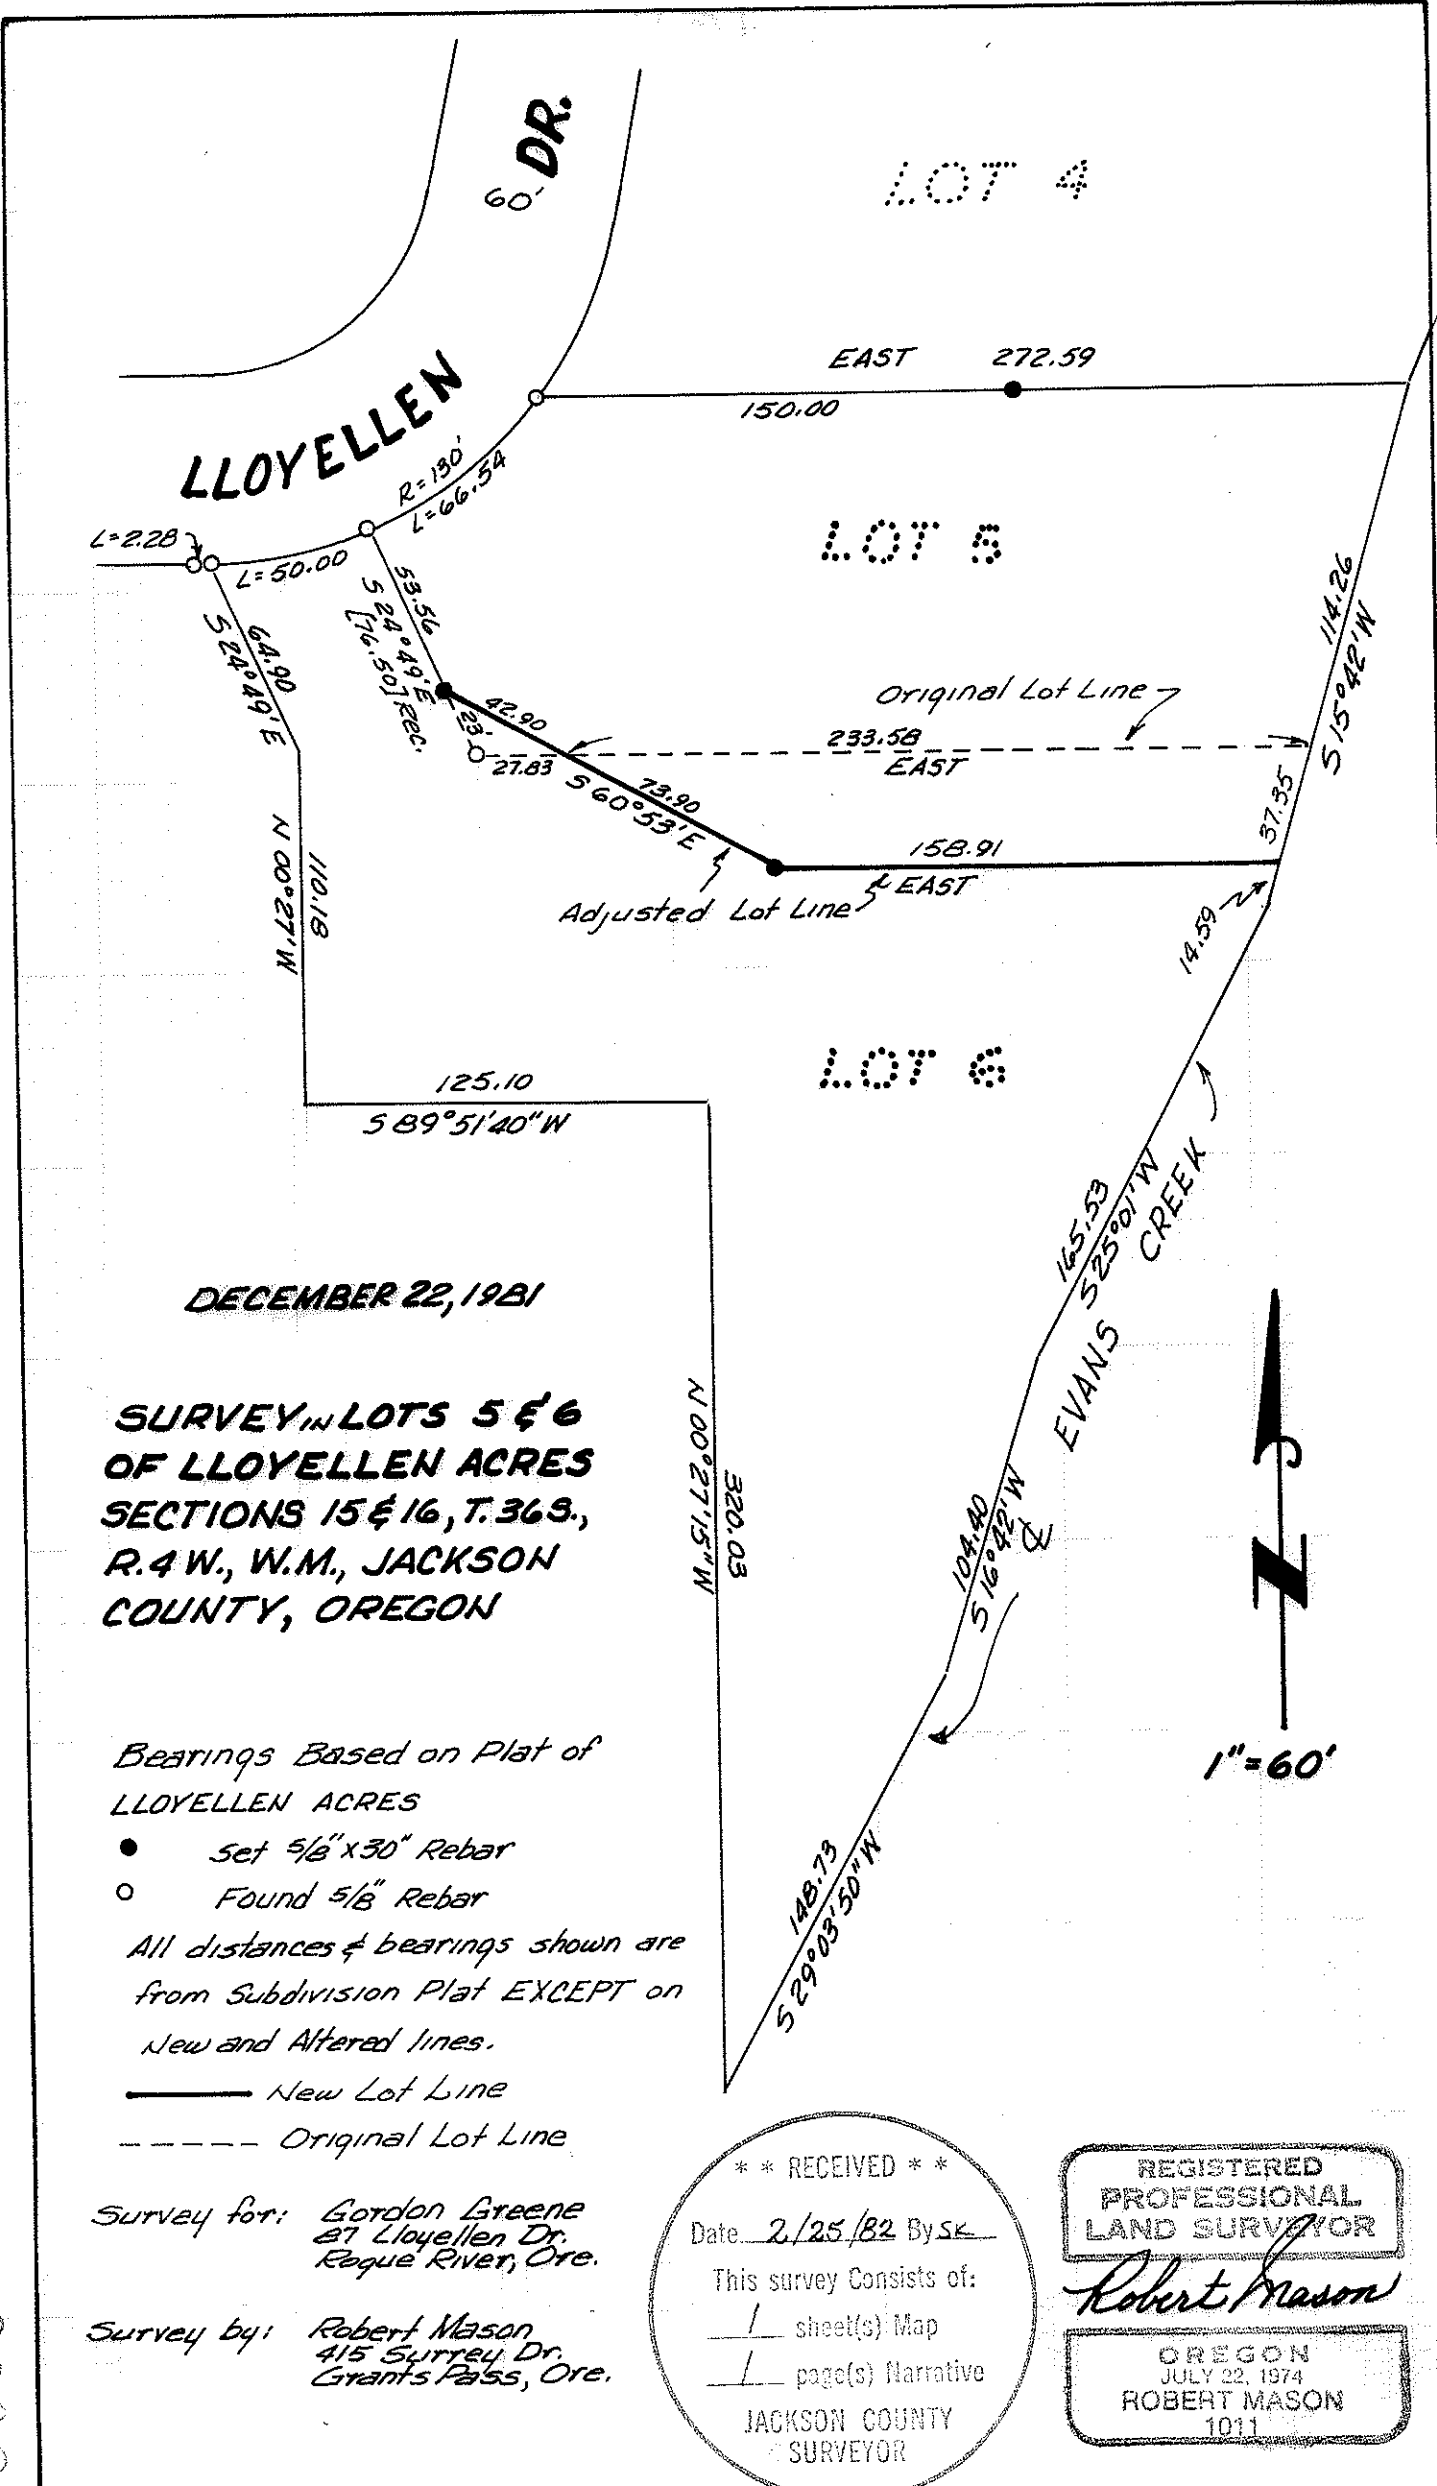 60' DR.
LOT 4
EAST 272.59
150.00
LLOYELLEN
R=130'
L=66.54
L=2.28
L=50.00
LOT 5
53.56
S 24°49' E
[76.50] REC.
64.90
S 24°49' E
114.26
S 15°42' W
Original Lot Line
42.90
23'
233.58
EAST
27.83
73.90
S 60°53' E
37.35
158.91
EAST
Adjusted Lot Line
14.59
110.18
N 00°27' W
LOT 6
125.10
S 89°51'40" W
165.53
S 25°01' W
EVANS CREEK
DECEMBER 22, 1981
SURVEY IN LOTS 5 & 6
OF LLOYELLEN ACRES
SECTIONS 15 & 16, T. 36S.,
R. 4 W., W.M., JACKSON
COUNTY, OREGON
N 00°27'15" W
320.03
104.40
S 16°42' W
℄
N
1"=60'
148.73
S 29°03'50" W
Bearings Based on Plat of
LLOYELLEN ACRES
Set 5/8" x 30" Rebar
Found 5/8" Rebar
All distances & bearings shown are
from Subdivision Plat EXCEPT on
New and Altered lines.
New Lot Line
Original Lot Line
Survey for: Gordon Greene
87 Lloyellen Dr.
Rogue River, Ore.
Survey by: Robert Mason
415 Surrey Dr.
Grants Pass, Ore.
* * RECEIVED * *
Date 2/25/82 By SK
This survey Consists of:
1 sheet(s) Map
1 page(s) Narrative
JACKSON COUNTY
SURVEYOR
REGISTERED
PROFESSIONAL
LAND SURVEYOR
Robert Mason
OREGON
JULY 22, 1974
ROBERT MASON
1011